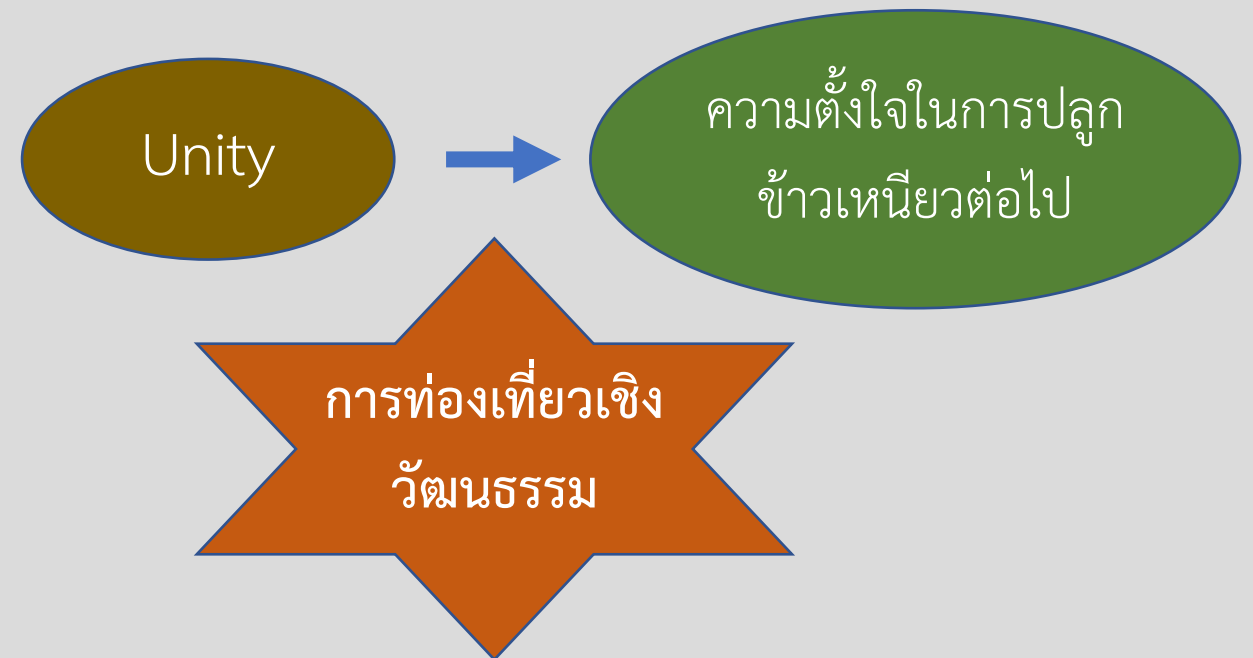 Unity
ความตั้งใจในการปลูก
ข้าวเหนียวต่อไป
การท่องเที่ยวเชิง
วัฒนธรรม